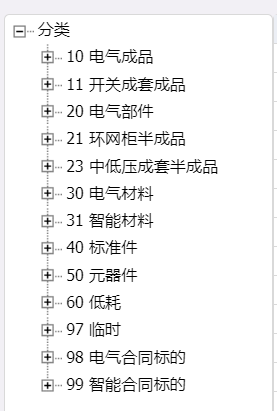 分类
10 电气成品
11 开关成套成品
20 电气部件
21 环网柜半成品
23 中低压成套半成品
30 电气材料
31 智能材料
40 标准件
50 元器件
60 低耗
97 临时
98 电气合同标的
99 智能合同标的